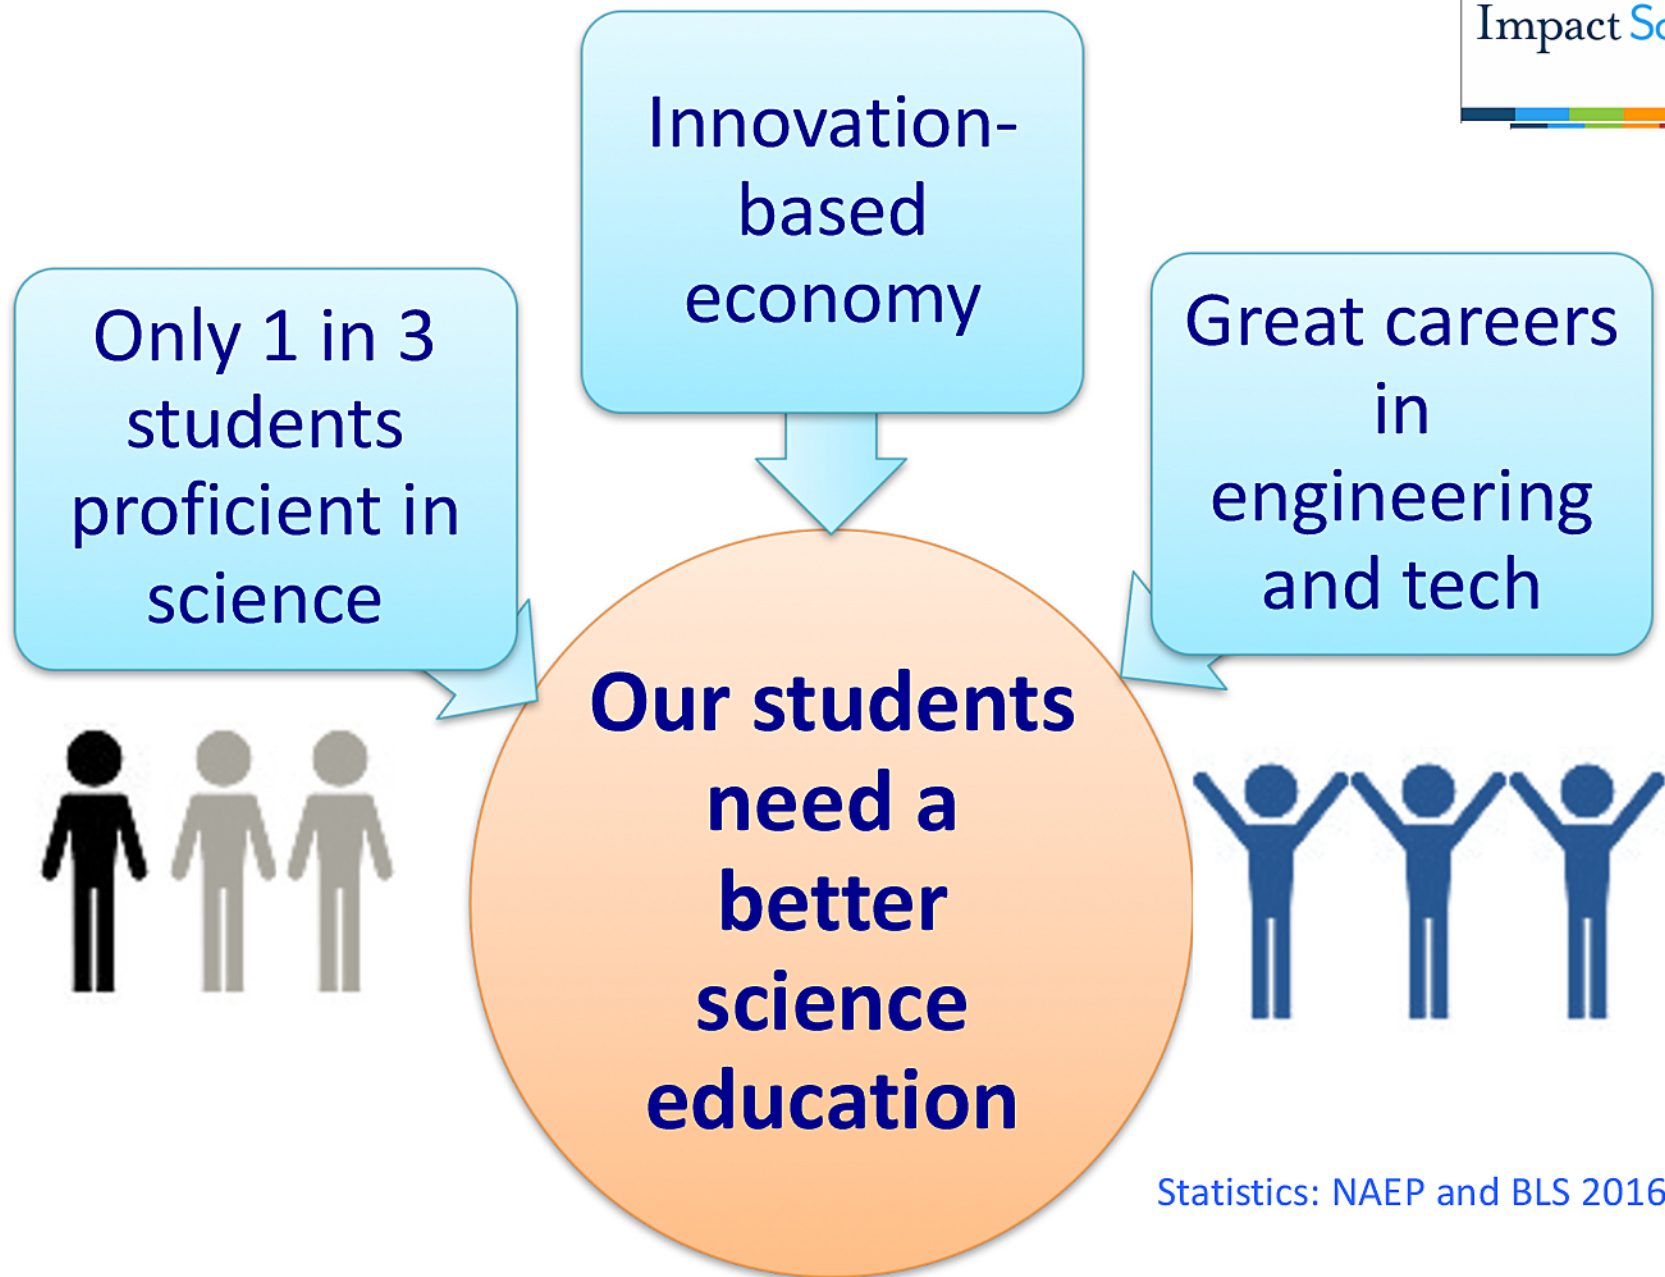 Impact
Innovation-
based
economy
Only 1 in 3
students
proficient in
science
Great careers
in
engineering
and tech
Our students
need a
better
science
education
Statistics: NAEP and BLS 2016